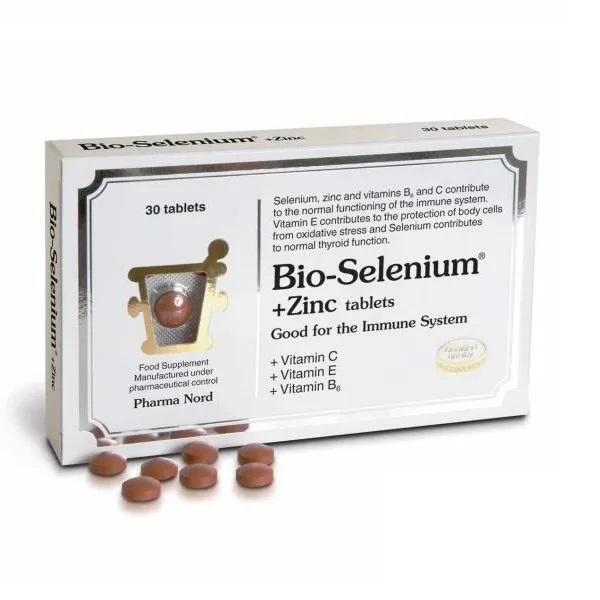 Bio-Selenium® +Zinc
30 tablets
Bio-Selenium® +Zinc
30 tablets
Selenium, zinc and vitamins B6 and C contribute
to the normal functioning of the immune system.
Vitamin E contributes to the protection of body cells
from oxidative stress and Selenium contributes
to normal thyroid function.
Bio-Selenium®
+Zinc tablets
Good for the Immune System
+ Vitamin C
+ Vitamin E
+ Vitamin B6
Food Supplement
Manufactured under
pharmaceutical control
Pharma Nord